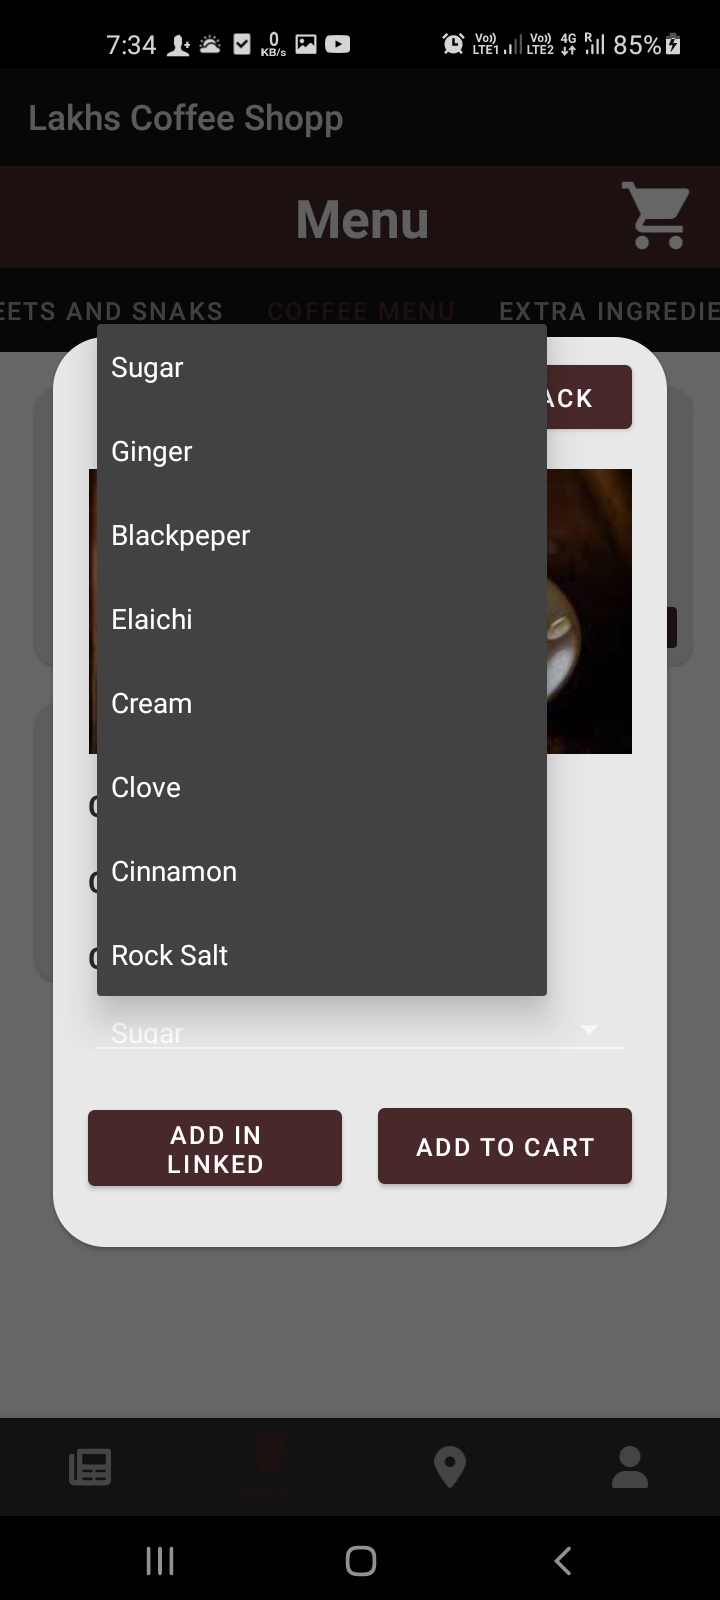 7:34 0 KB/s Vo)) LTE1 Vo)) LTE2 4G R 85%
Lakhs Coffee Shopp
Menu
EETS AND SNAKS COFFEE MENU EXTRA INGREDIE
Sugar
ACK
Ginger
Blackpeper
Elaichi
Cream
Clove
Cinnamon
Rock Salt
Sugar
ADD IN
LINKED
ADD TO CART